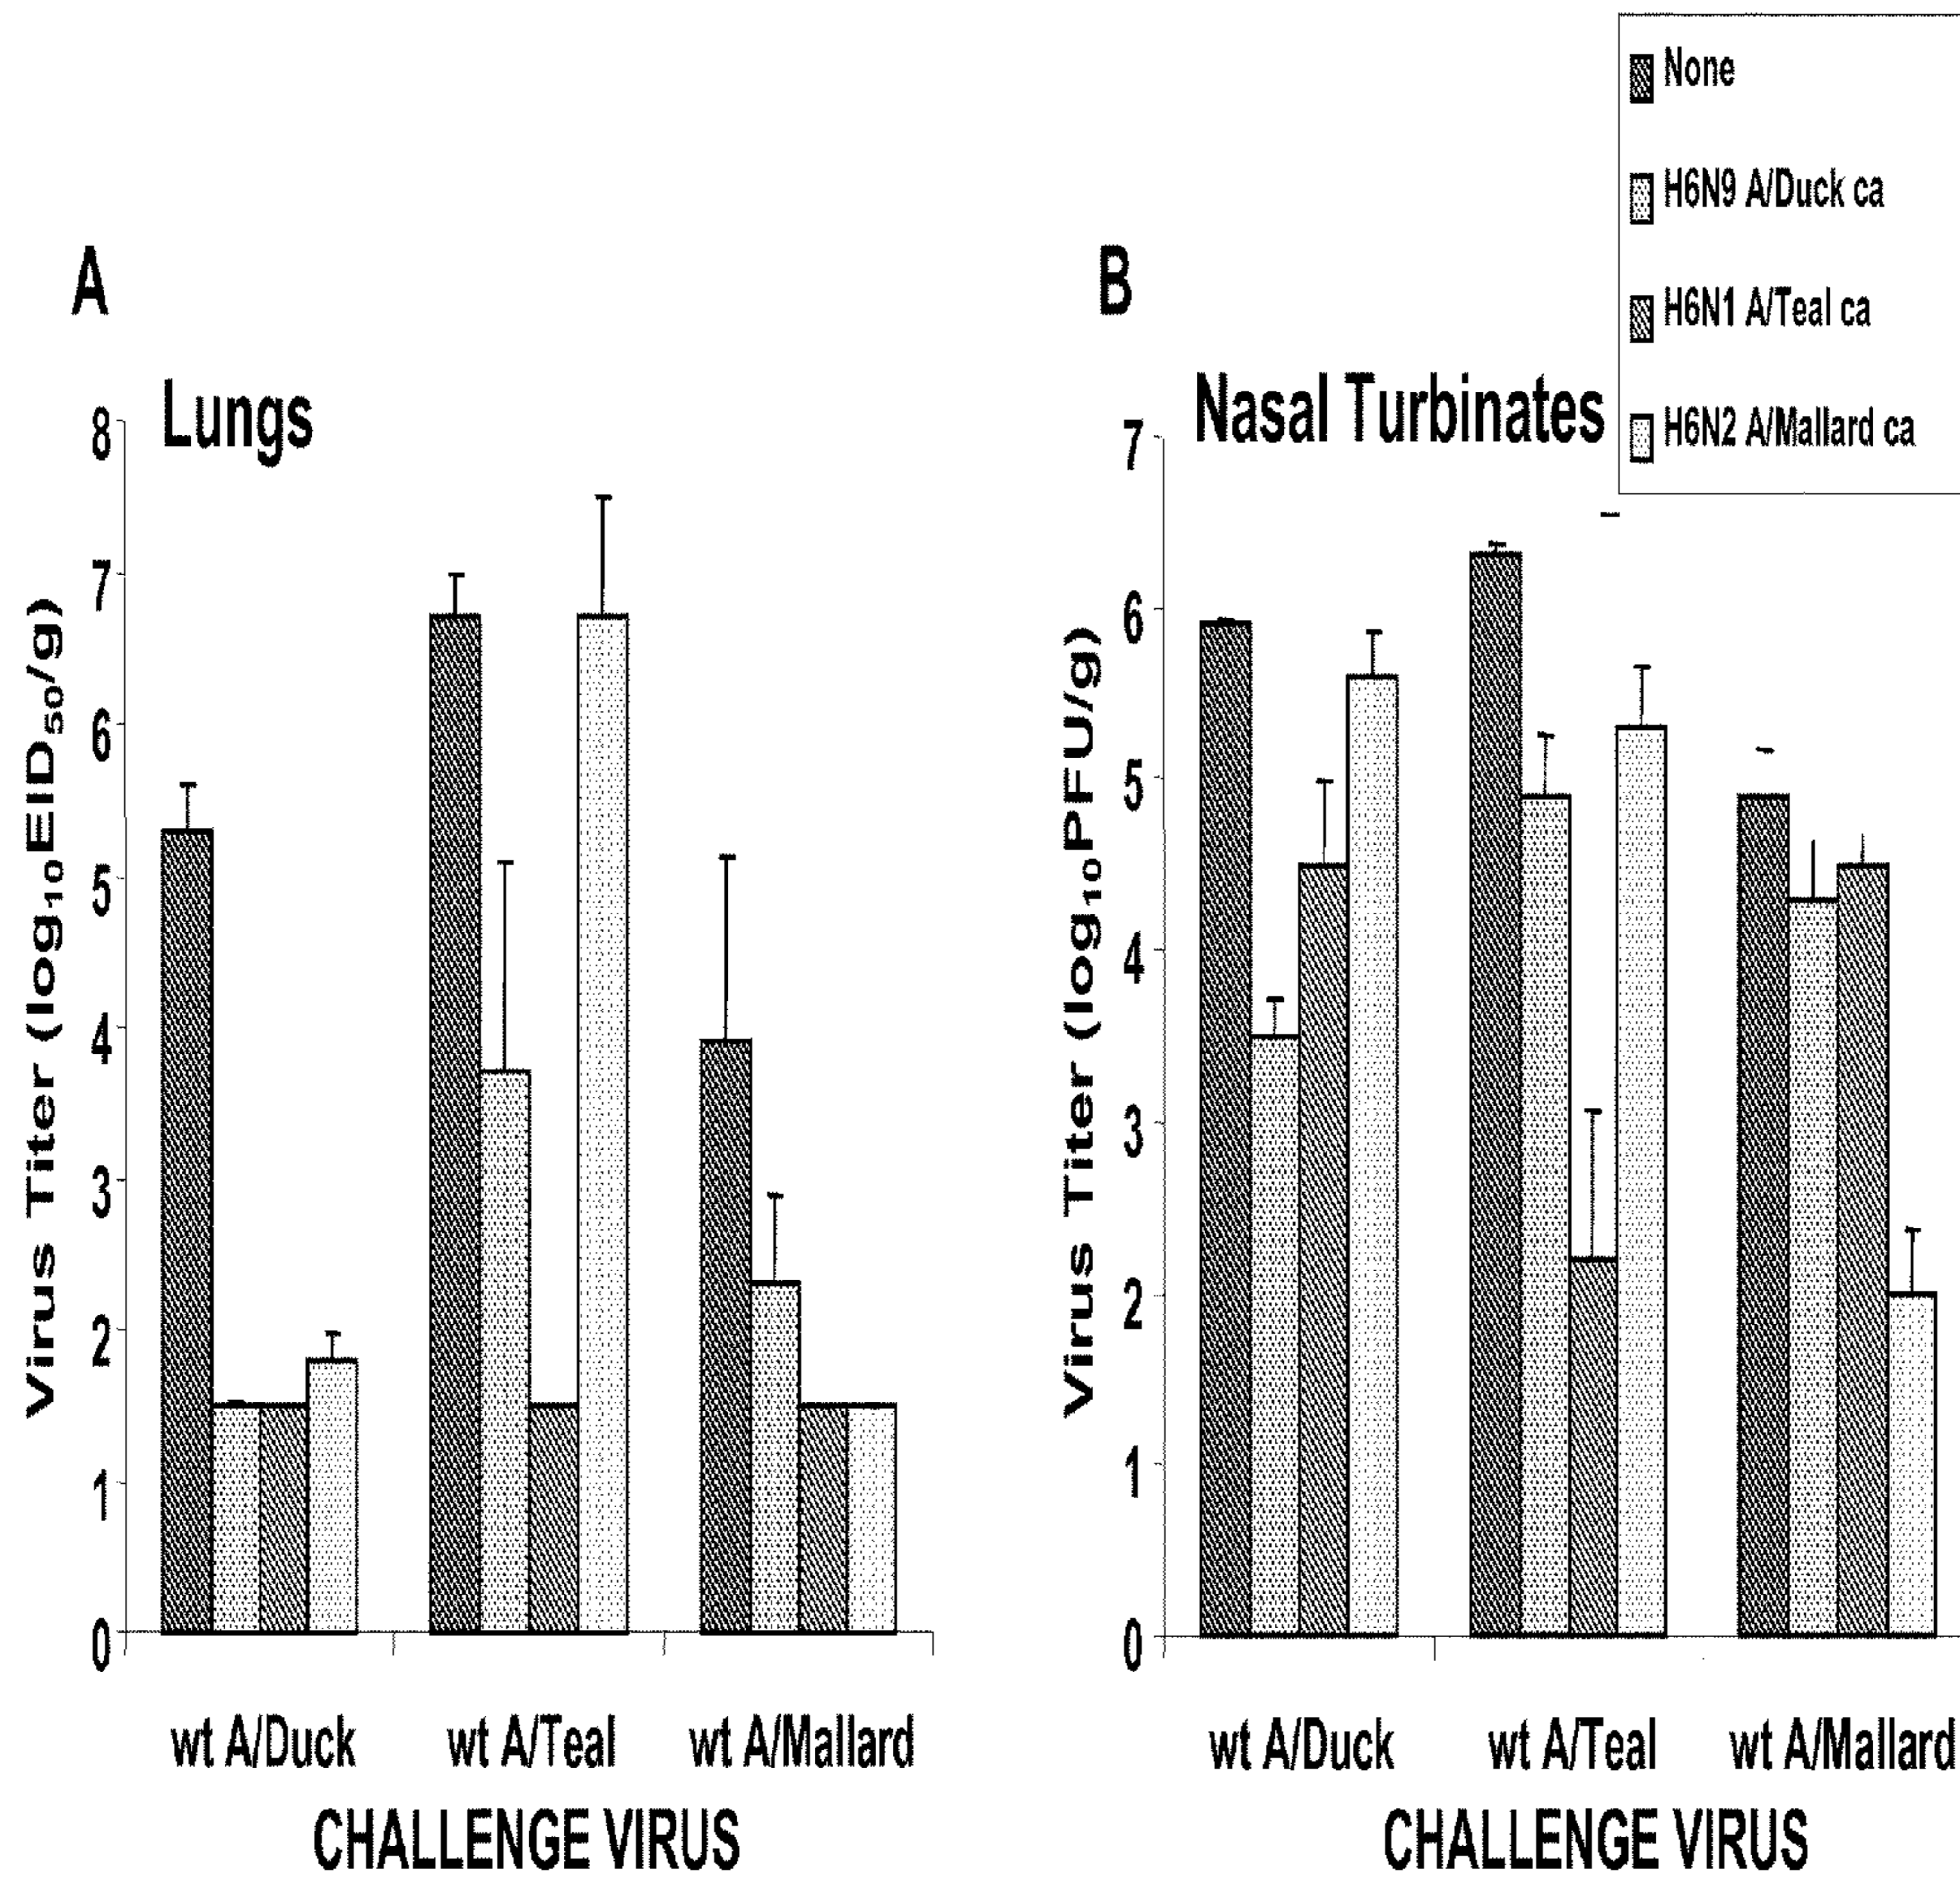 None
H6N9 A/Duck ca
H6N1 A/Teal ca
H6N2 A/Mallard ca
A
Lungs
Virus Titer (log₁₀EID₅₀/g)
8
7
6
5
4
3
2
1
0
wt A/Duck wt A/Teal wt A/Mallard
CHALLENGE VIRUS
B
Nasal Turbinates
Virus Titer (log₁₀PFU/g)
7
6
5
4
3
2
1
0
wt A/Duck wt A/Teal wt A/Mallard
CHALLENGE VIRUS